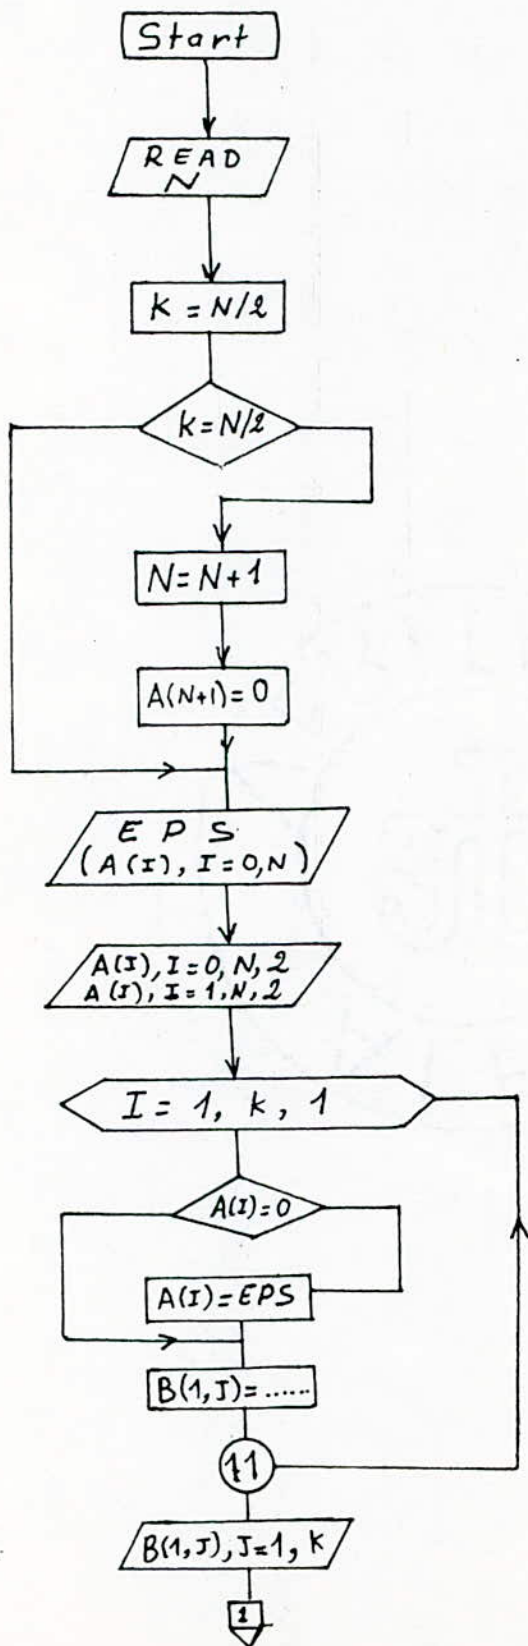 Start
READ
N
K = N/2
K = N/2
N = N + 1
A(N+1) = 0
E P S
(A(I), I = 0, N)
A(I), I = 0, N, 2
A(I), I = 1, N, 2
I = 1, K, 1
A(I) = 0
A(I) = EPS
B(1,J) = ......
11
B(1,J), J = 1, K
1